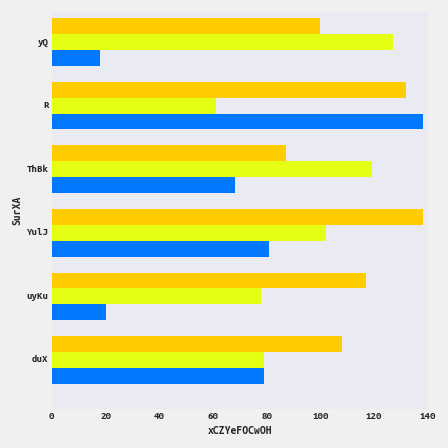 yQ
R
ThBk
YulJ
uyKu
duX
SurXA
0 20 40 60 80 100 120 140
xCZYeFOCwOH